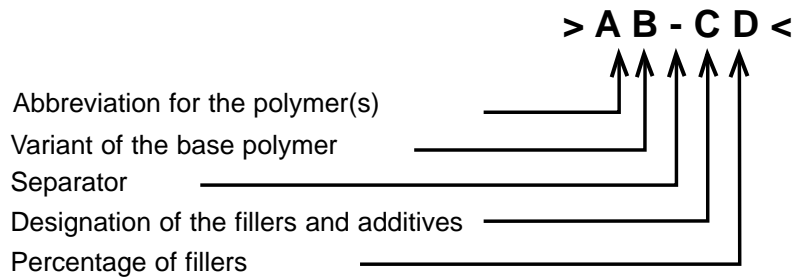 > A B - C D <
Abbreviation for the polymer(s)
Variant of the base polymer
Separator
Designation of the fillers and additives
Percentage of fillers